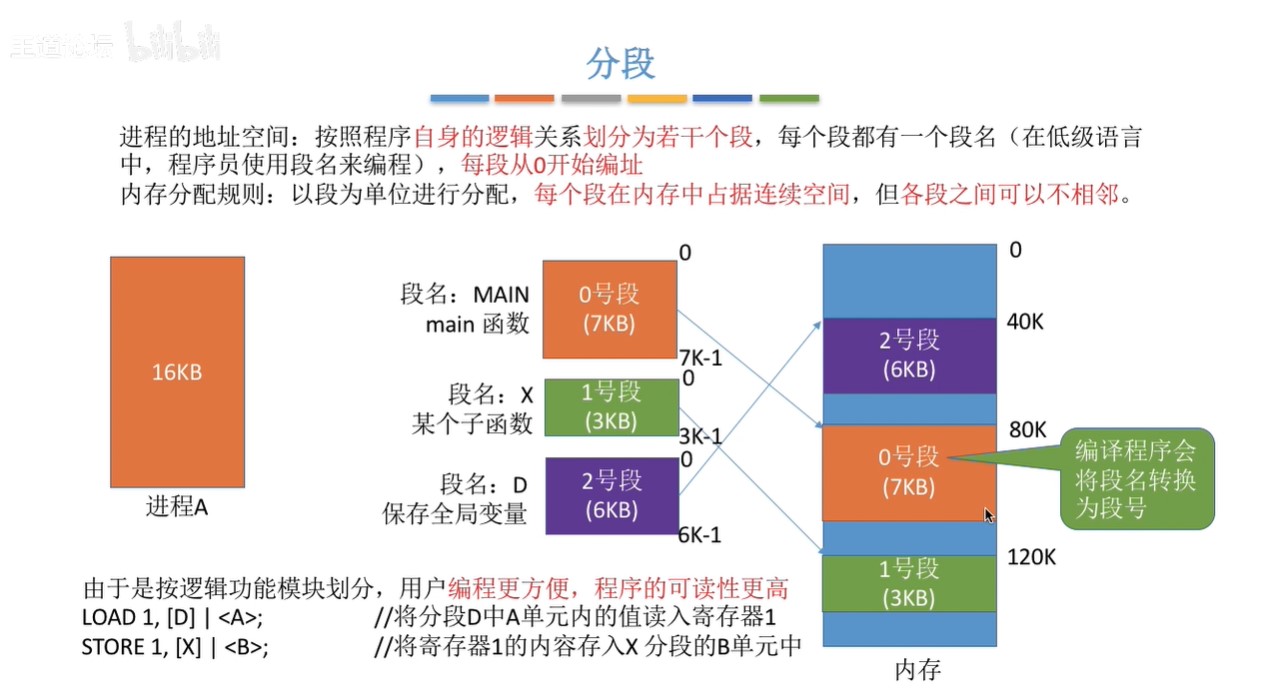 王道论坛 bilibili
分段
进程的地址空间：按照程序自身的逻辑关系划分为若干个段，每个段都有一个段名（在低级语言
中，程序员使用段名来编程），每段从0开始编址
内存分配规则：以段为单位进行分配，每个段在内存中占据连续空间，但各段之间可以不相邻。
16KB
进程A
段名：MAIN
main 函数
0号段
(7KB)
0
7K-1
段名：X
某个子函数
1号段
(3KB)
0
3K-1
段名：D
保存全局变量
2号段
(6KB)
0
6K-1
0
40K
2号段
(6KB)
80K
0号段
(7KB)
120K
1号段
(3KB)
内存
编译程序会
将段名转换
为段号
由于是按逻辑功能模块划分，用户编程更方便，程序的可读性更高
LOAD 1, [D] | <A>; //将分段D中A单元内的值读入寄存器1
STORE 1, [X] | <B>; //将寄存器1的内容存入X 分段的B单元中